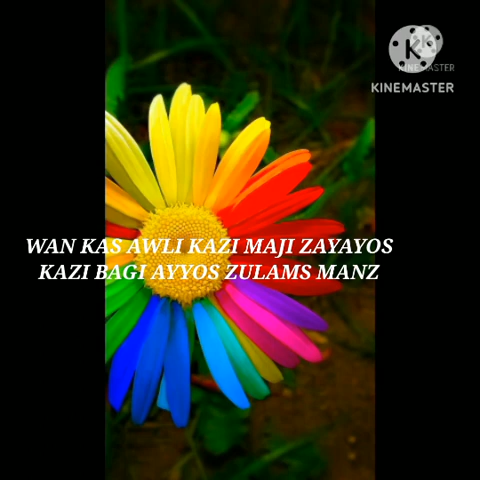 KINEMASTER
KINEMASTER
WAN KAS AWLI KAZI MAJI ZAYAYOS
KAZI BAGI AYYOS ZULAMS MANZ